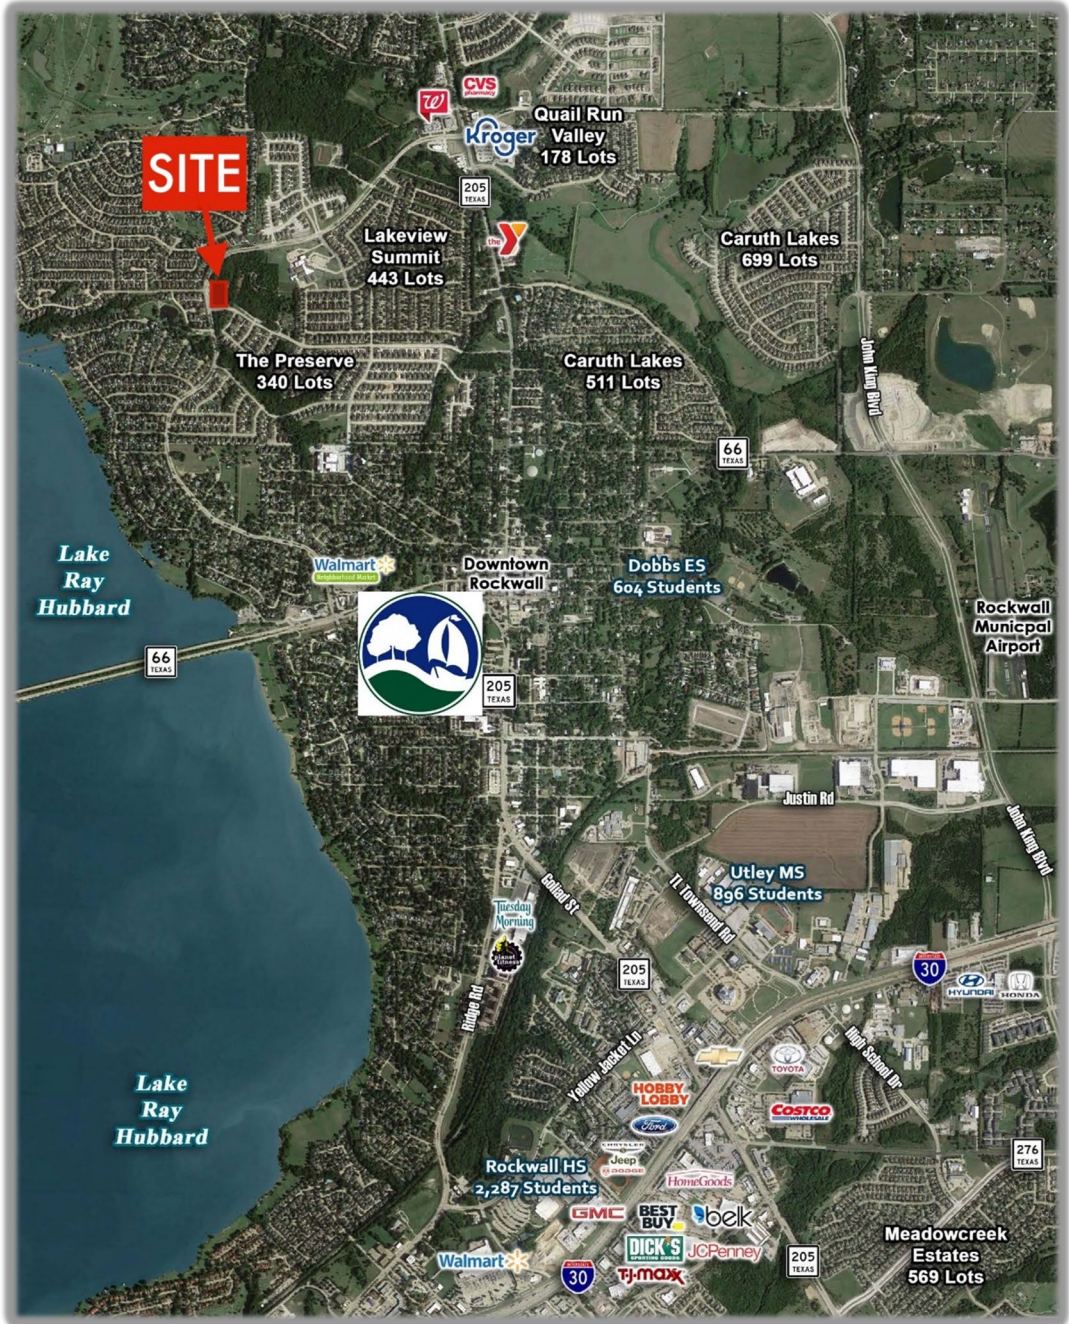 W
CVS
pharmacy
Kroger
Quail Run
Valley
178 Lots
SITE
205
TEXAS
the Y
Lakeview
Summit
443 Lots
Caruth Lakes
699 Lots
The Preserve
340 Lots
Caruth Lakes
511 Lots
John King Blvd
66
TEXAS
Lake
Ray
Hubbard
Walmart
Neighborhood Market
Downtown
Rockwall
Dobbs ES
604 Students
Rockwall
Municpal
Airport
66
TEXAS
205
TEXAS
Justin Rd
John King Blvd
Goliad St
TL Townsend Rd
Utley MS
896 Students
Tuesday
Morning
planet
fitness
Ridge Rd
205
TEXAS
INTERSTATE
30
HYUNDAI
HONDA
Yellow Jacket Ln
High School Dr
TOYOTA
HOBBY
LOBBY
COSTCO
WHOLESALE
Ford
Lake
Ray
Hubbard
CHRYSLER
Jeep
DODGE
276
TEXAS
Rockwall HS
2,287 Students
HomeGoods
GMC
BEST
BUY
belk
Meadowcreek
Estates
569 Lots
Walmart
DICK'S
SPORTING GOODS
JCPenney
205
TEXAS
INTERSTATE
30
T.J.maxx